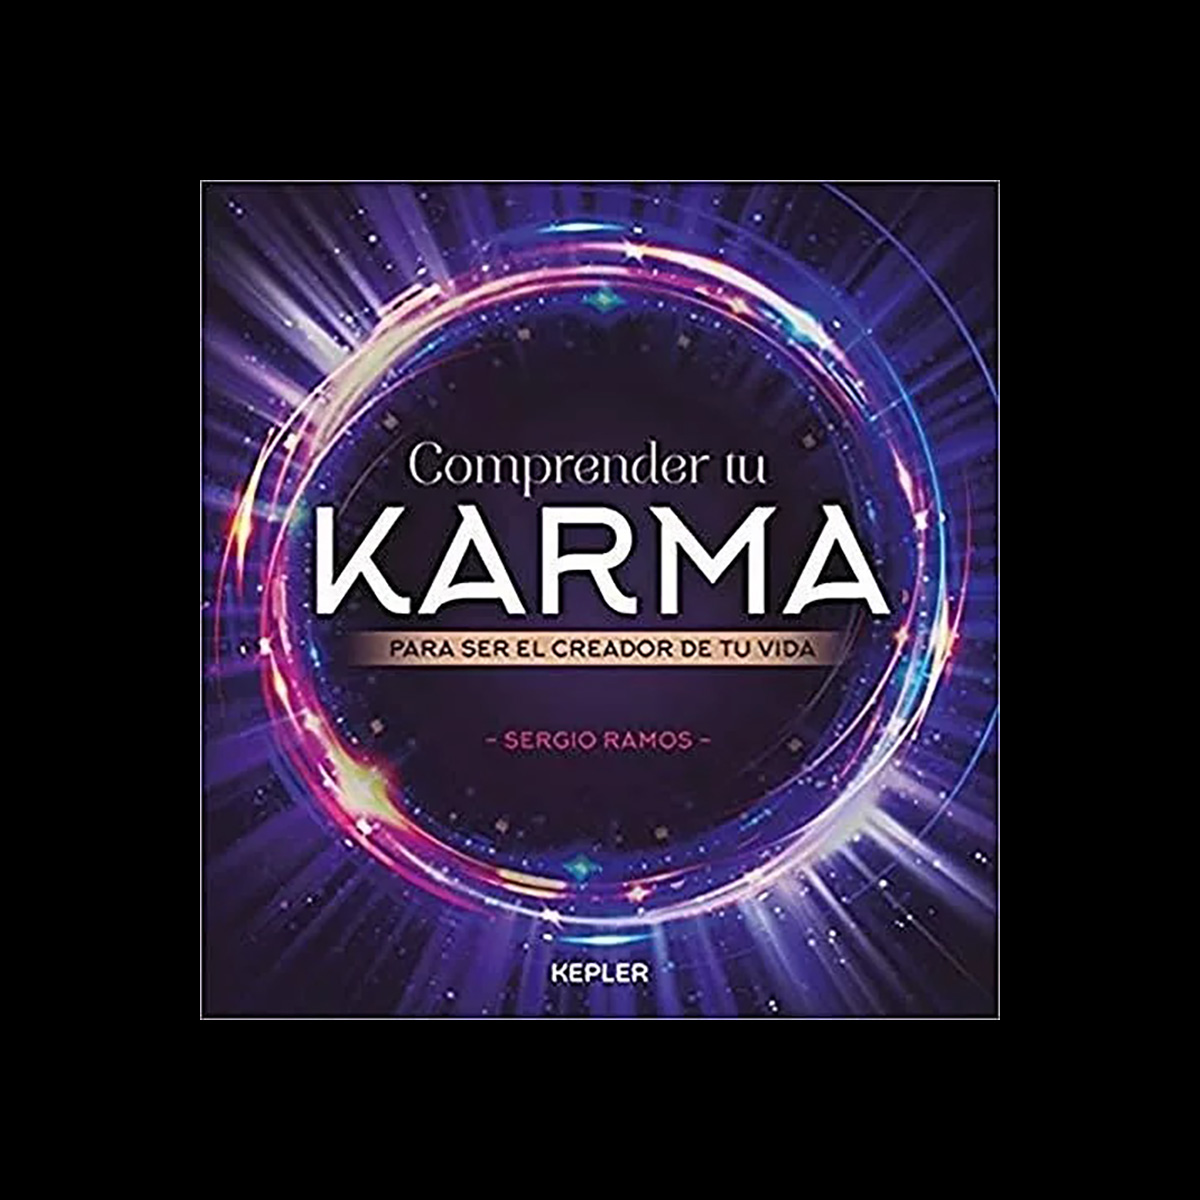 Comprender tu
KARMA
PARA SER EL CREADOR DE TU VIDA
- SERGIO RAMOS -
KEPLER